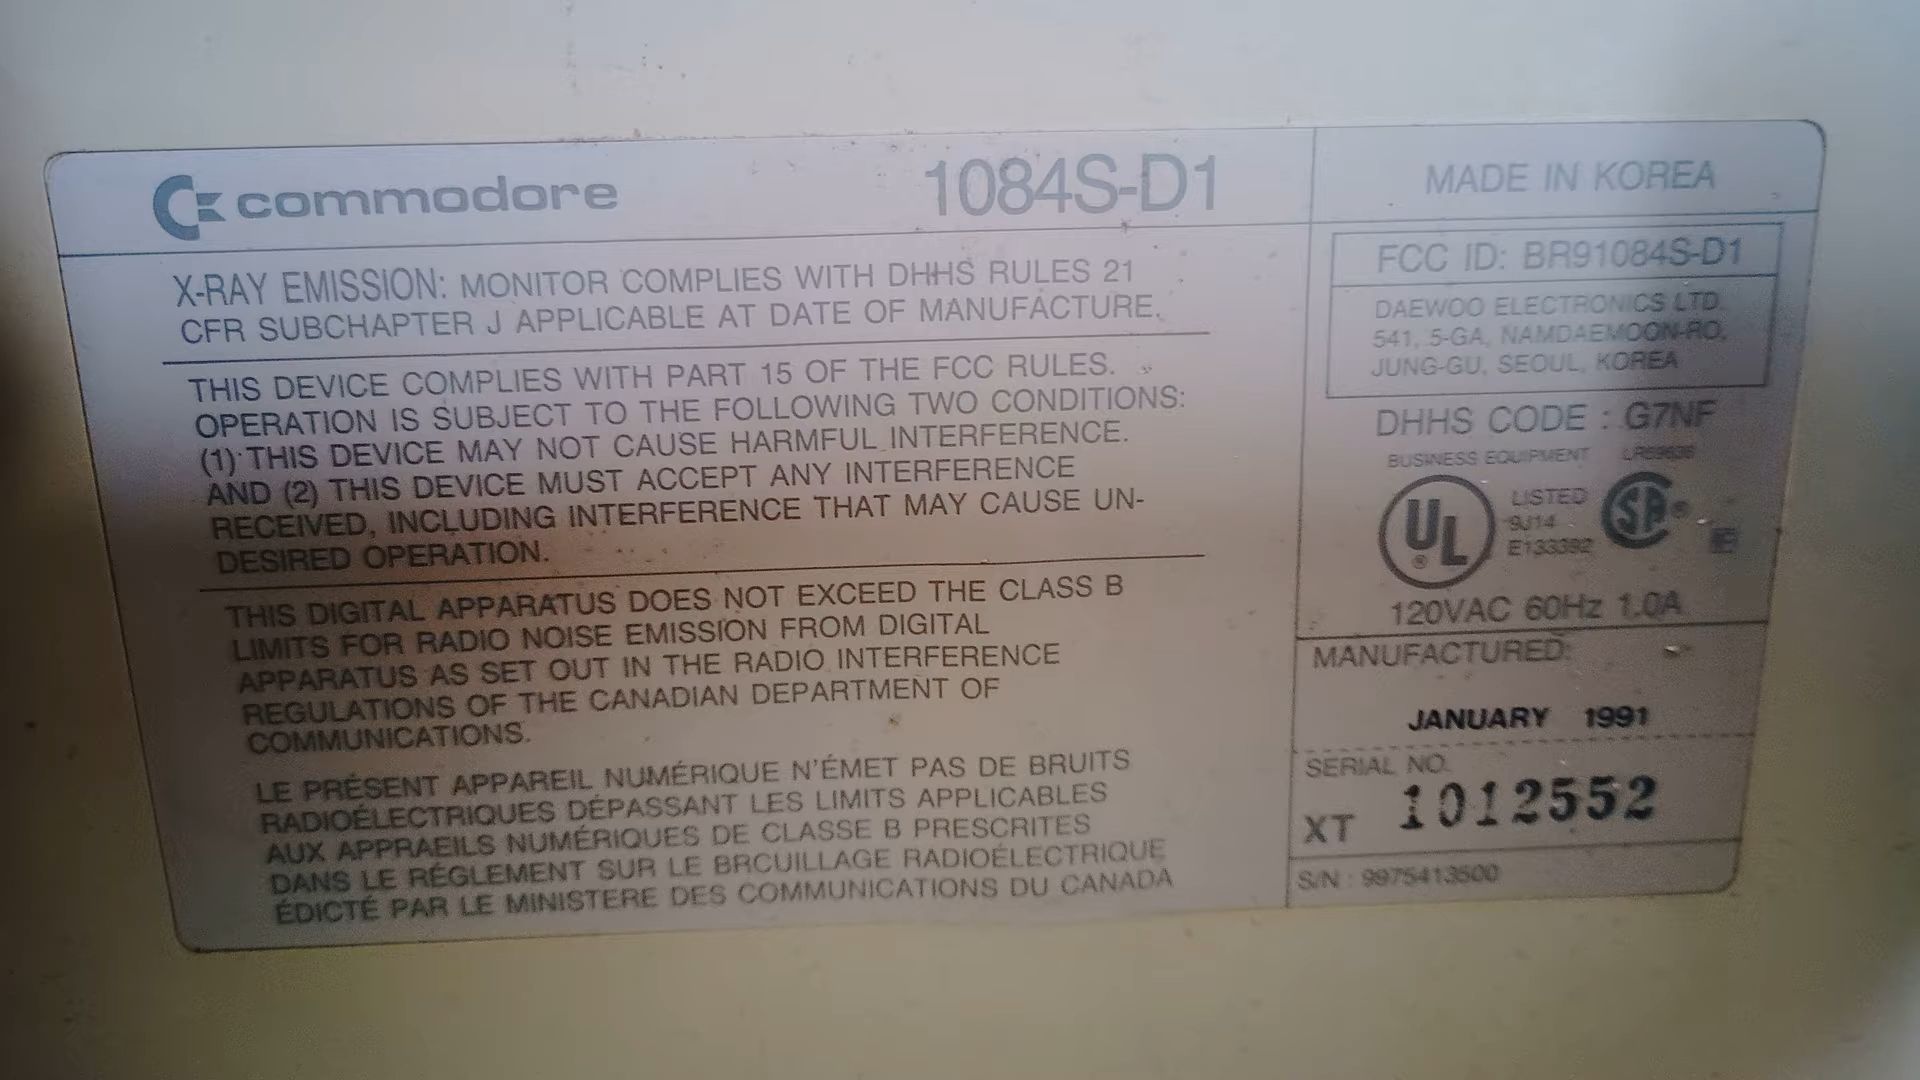 commodore 1084S-D1
X-RAY EMISSION: MONITOR COMPLIES WITH DHHS RULES 21
CFR SUBCHAPTER J APPLICABLE AT DATE OF MANUFACTURE.
THIS DEVICE COMPLIES WITH PART 15 OF THE FCC RULES.
OPERATION IS SUBJECT TO THE FOLLOWING TWO CONDITIONS:
(1) THIS DEVICE MAY NOT CAUSE HARMFUL INTERFERENCE.
AND (2) THIS DEVICE MUST ACCEPT ANY INTERFERENCE
RECEIVED, INCLUDING INTERFERENCE THAT MAY CAUSE UN-
DESIRED OPERATION.
THIS DIGITAL APPARATUS DOES NOT EXCEED THE CLASS B
LIMITS FOR RADIO NOISE EMISSION FROM DIGITAL
APPARATUS AS SET OUT IN THE RADIO INTERFERENCE
REGULATIONS OF THE CANADIAN DEPARTMENT OF
COMMUNICATIONS.
LE PRÉSENT APPAREIL NUMÉRIQUE N'ÉMET PAS DE BRUITS
RADIOÉLECTRIQUES DÉPASSANT LES LIMITS APPLICABLES
AUX APPRAEILS NUMÉRIQUES DE CLASSE B PRESCRITES
DANS LE RÉGLEMENT SUR LE BRCUILLAGE RADIOÉLECTRIQUE
ÉDICTÉ PAR LE MINISTERE DES COMMUNICATIONS DU CANADA
MADE IN KOREA
FCC ID: BR91084S-D1
DAEWOO ELECTRONICS LTD.
541, 5-GA, NAMDAEMOON-RO,
JUNG-GU, SEOUL, KOREA
DHHS CODE : G7NF
BUSINESS EQUIPMENT
UL ® LISTED
9J14
E133392
SA ®
120VAC 60Hz 1.0A
MANUFACTURED:
JANUARY 1991
SERIAL NO.
XT 1012552
S/N : 9975413500